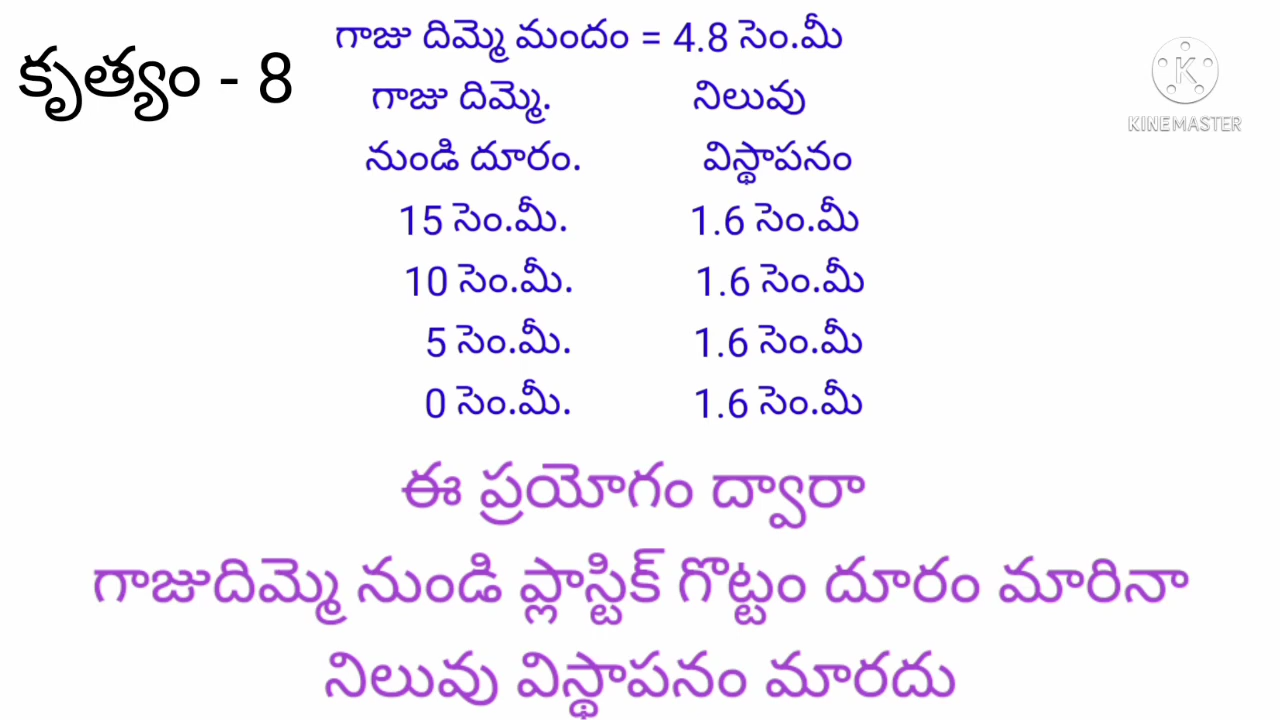 కృత్యం - 8
గాజు దిమ్మె మందం = 4.8 సెం.మీ
గాజు దిమ్మె. నిలువు
నుండి దూరం. విస్థాపనం
15 సెం.మీ. 1.6 సెం.మీ
10 సెం.మీ. 1.6 సెం.మీ
5 సెం.మీ. 1.6 సెం.మీ
0 సెం.మీ. 1.6 సెం.మీ
ఈ ప్రయోగం ద్వారా
గాజుదిమ్మె నుండి ప్లాస్టిక్ గొట్టం దూరం మారినా
నిలువు విస్థాపనం మారదు
K
KINEMASTER